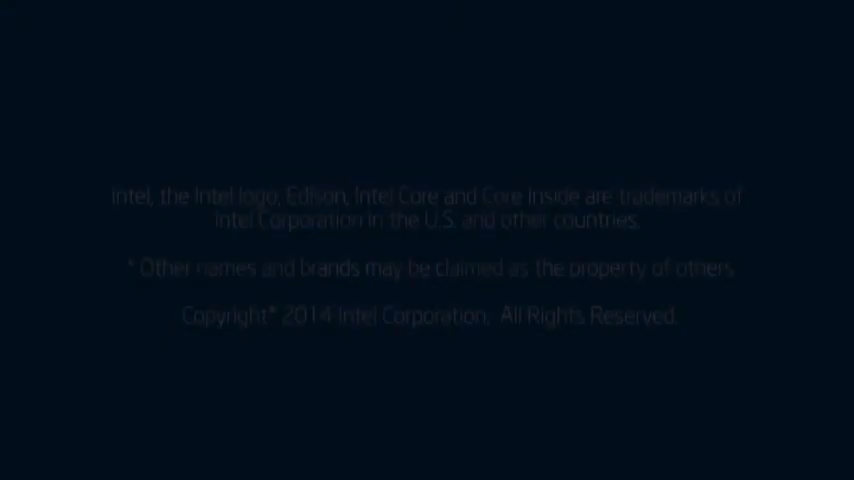 Intel, the Intel logo, Edison, Intel Core and Core Inside are trademarks of
Intel Corporation in the U.S. and other countries.
* Other names and brands may be claimed as the property of others
Copyright® 2014 Intel Corporation. All Rights Reserved.